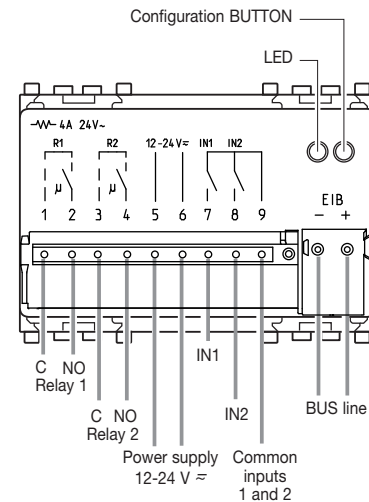 Configuration BUTTON
LED
4A 24V~
R1 R2 12-24V⎓ IN1 IN2
µ µ
1 2 3 4 5 6 7 8 9
EIB
− +
C NO
Relay 1
C NO
Relay 2
Power supply
12-24 V ⎓
IN1
IN2
Common
inputs
1 and 2
BUS line